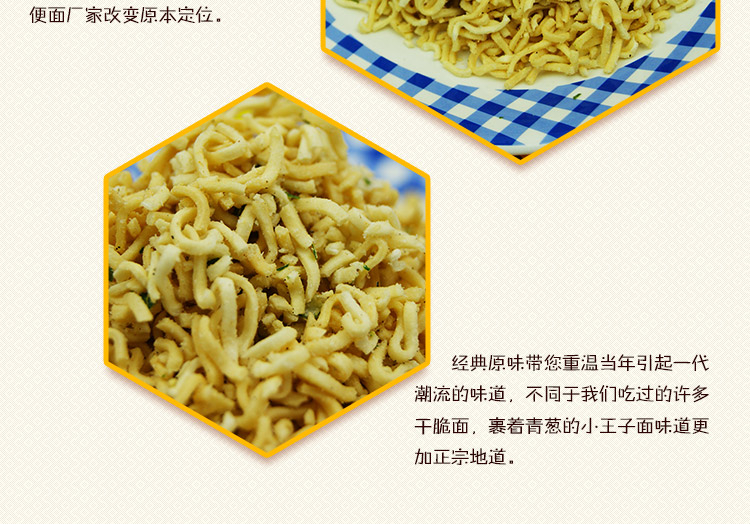 便面厂家改变原本定位。
经典原味带您重温当年引起一代
潮流的味道，不同于我们吃过的许多
干脆面，裹着青葱的小王子面味道更
加正宗地道。